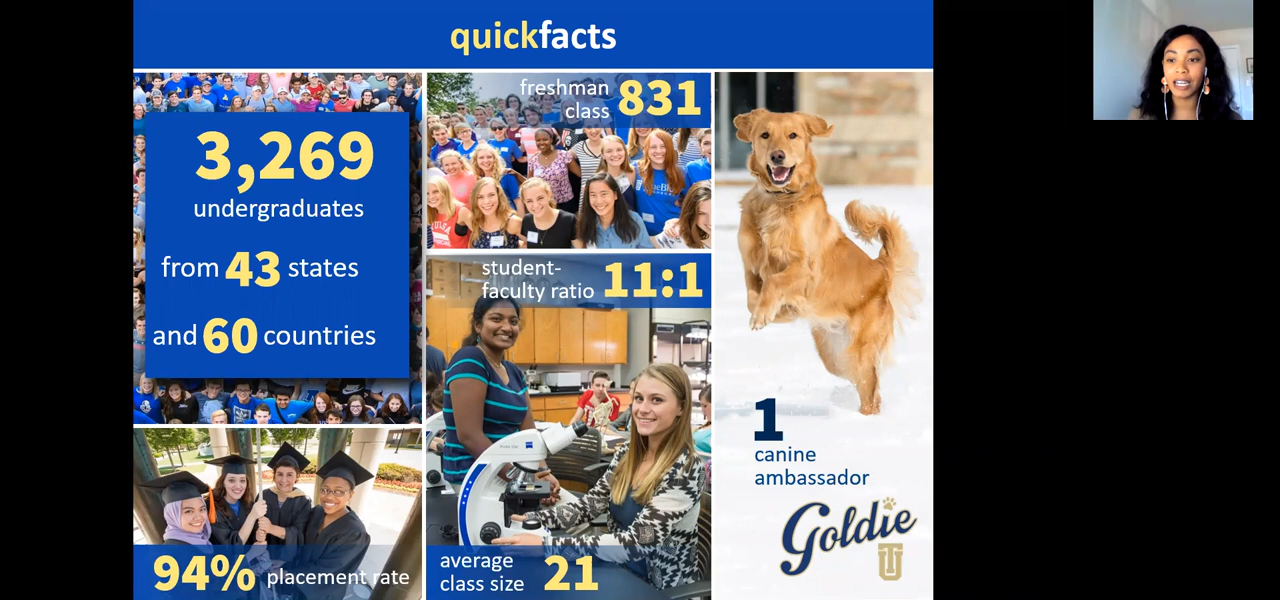 quickfacts
3,269
undergraduates
from 43 states
and 60 countries
94% placement rate
freshman
class 831
student-
faculty ratio 11:1
average
class size 21
1
canine
ambassador
Goldie
TU